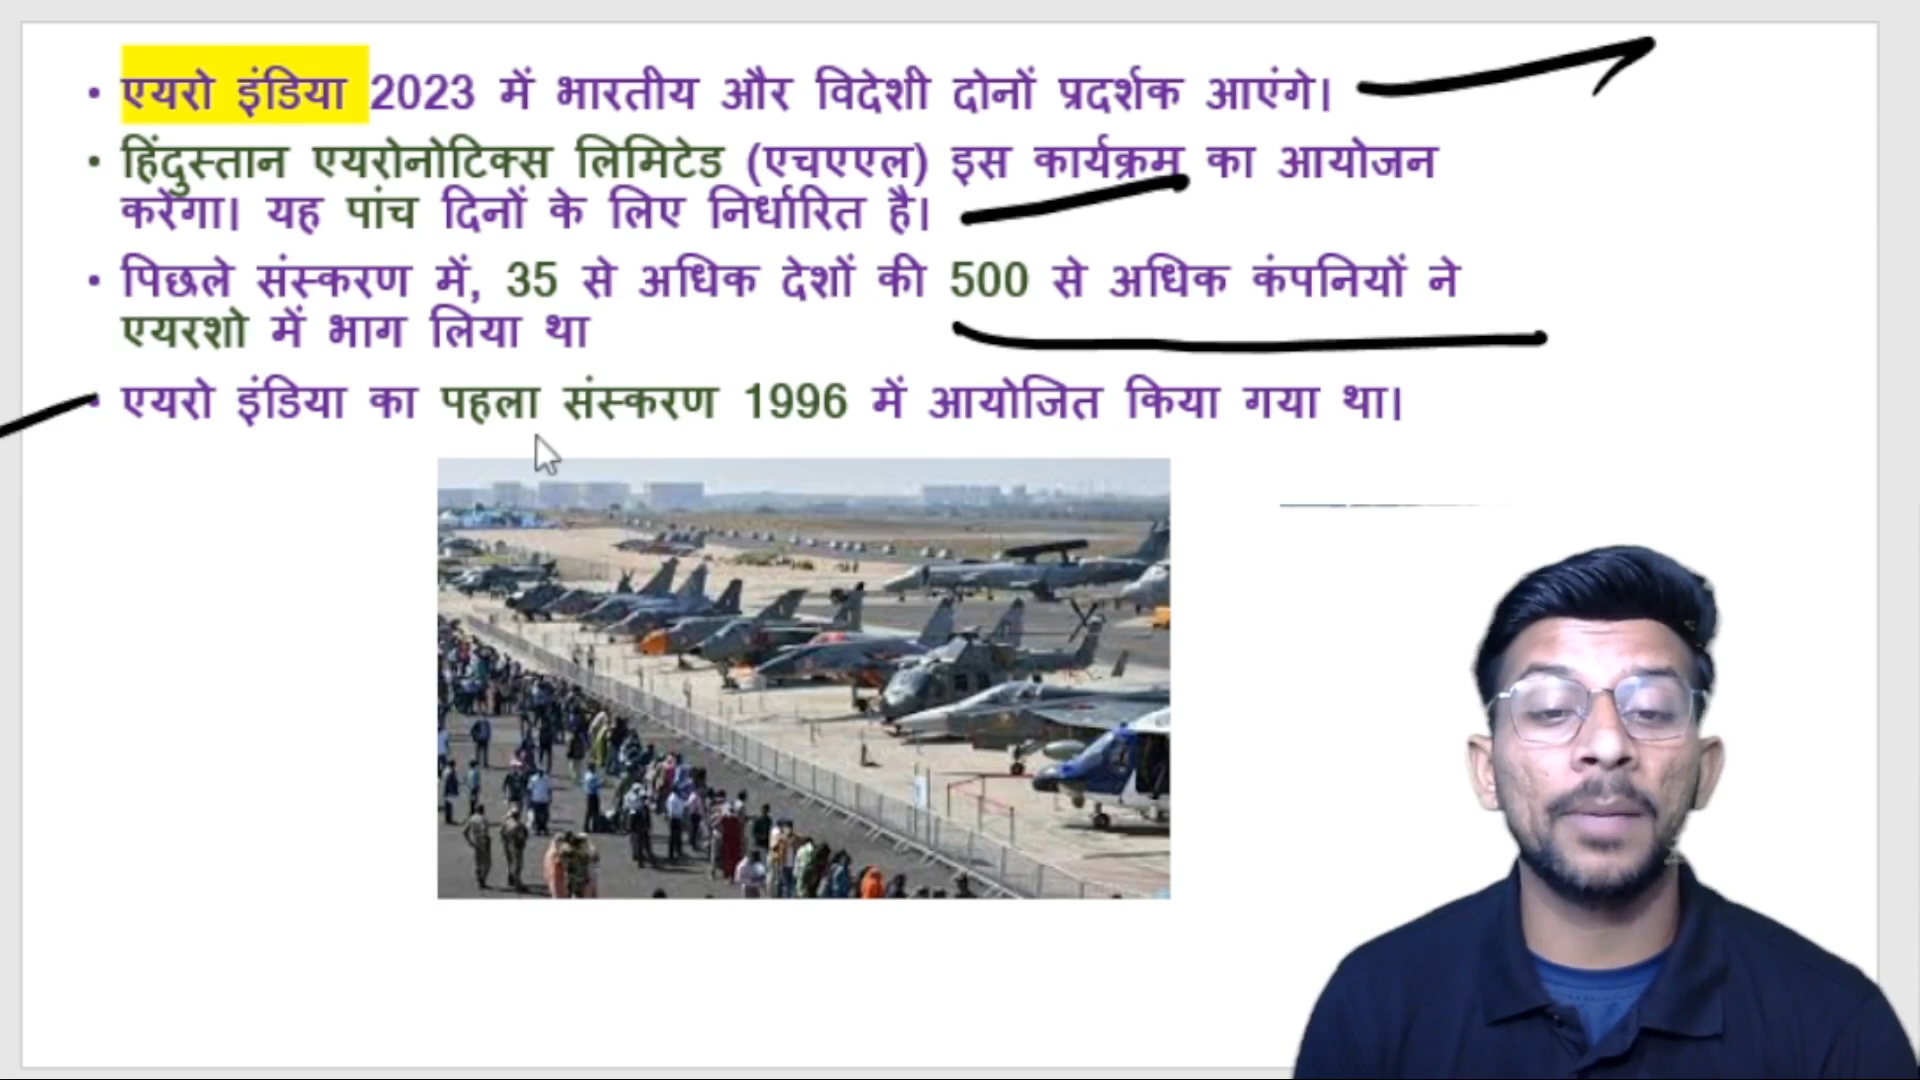 • एयरो इंडिया 2023 में भारतीय और विदेशी दोनों प्रदर्शक आएंगे।
• हिंदुस्तान एयरोनोटिक्स लिमिटेड (एचएएल) इस कार्यक्रम का आयोजन
करेगा। यह पांच दिनों के लिए निर्धारित है।
• पिछले संस्करण में, 35 से अधिक देशों की 500 से अधिक कंपनियों ने
एयरशो में भाग लिया था
• एयरो इंडिया का पहला संस्करण 1996 में आयोजित किया गया था।